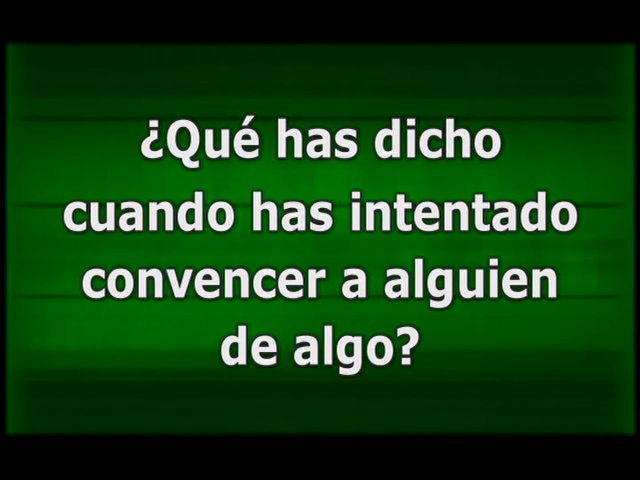 ¿Qué has dicho
cuando has intentado
convencer a alguien
de algo?